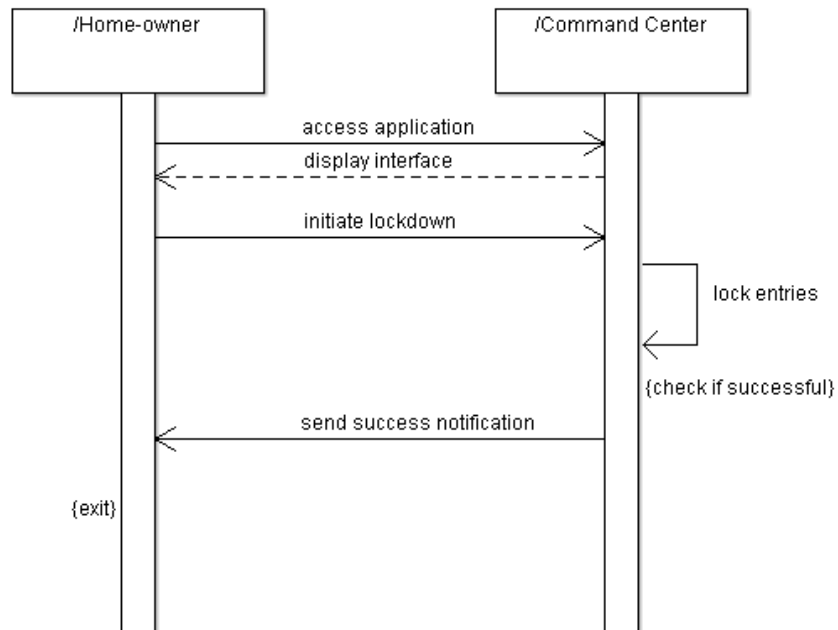 /Home-owner
/Command Center
access application
display interface
initiate lockdown
lock entries
{check if successful}
send success notification
{exit}